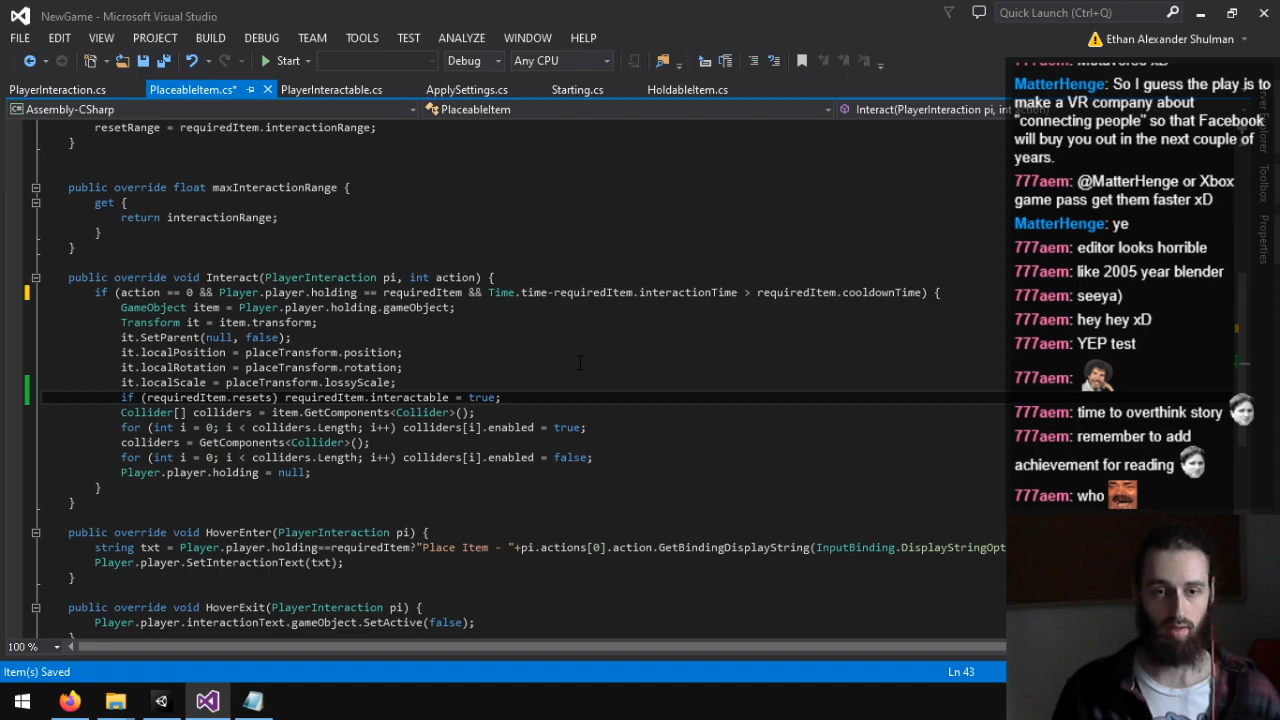 NewGame - Microsoft Visual Studio
Quick Launch (Ctrl+Q)
FILE EDIT VIEW PROJECT BUILD DEBUG TEAM TOOLS TEST ANALYZE WINDOW HELP
Ethan Alexander Shulman
Start Debug Any CPU
PlayerInteraction.cs PlaceableItem.cs* PlayerInteractable.cs ApplySettings.cs Starting.cs HoldableItem.cs
Assembly-CSharp PlaceableItem Interact(PlayerInteraction pi, int action)
resetRange = requiredItem.interactionRange;
}
public override float maxInteractionRange {
get {
return interactionRange;
}
}
public override void Interact(PlayerInteraction pi, int action) {
if (action == 0 && Player.player.holding == requiredItem && Time.time-requiredItem.interactionTime > requiredItem.cooldownTime) {
GameObject item = Player.player.holding.gameObject;
Transform it = item.transform;
it.SetParent(null, false);
it.localPosition = placeTransform.position;
it.localRotation = placeTransform.rotation;
it.localScale = placeTransform.lossyScale;
if (requiredItem.resets) requiredItem.interactable = true;
Collider[] colliders = item.GetComponents<Collider>();
for (int i = 0; i < colliders.Length; i++) colliders[i].enabled = true;
colliders = GetComponents<Collider>();
for (int i = 0; i < colliders.Length; i++) colliders[i].enabled = false;
Player.player.holding = null;
}
}
public override void HoverEnter(PlayerInteraction pi) {
string txt = Player.player.holding==requiredItem?"Place Item - "+pi.actions[0].action.GetBindingDisplayString(InputBinding.DisplayStringOpt
Player.player.SetInteractionText(txt);
}
public override void HoverExit(PlayerInteraction pi) {
Player.player.interactionText.gameObject.SetActive(false);
}
100 %
Item(s) Saved
Ln 43
MatterHenge: So I guess the play is to
make a VR company about
"connecting people" so that Facebook
will buy you out in the next couple of
years.
777aem: @MatterHenge or Xbox
game pass get them faster xD
MatterHenge: ye
777aem: editor looks horrible
777aem: like 2005 year blender
777aem: seeya)
777aem: hey hey xD
777aem: YEP test
777aem:
777aem: time to overthink story
777aem: remember to add
achievement for reading
777aem: who
Server Explorer
Toolbox
Properties